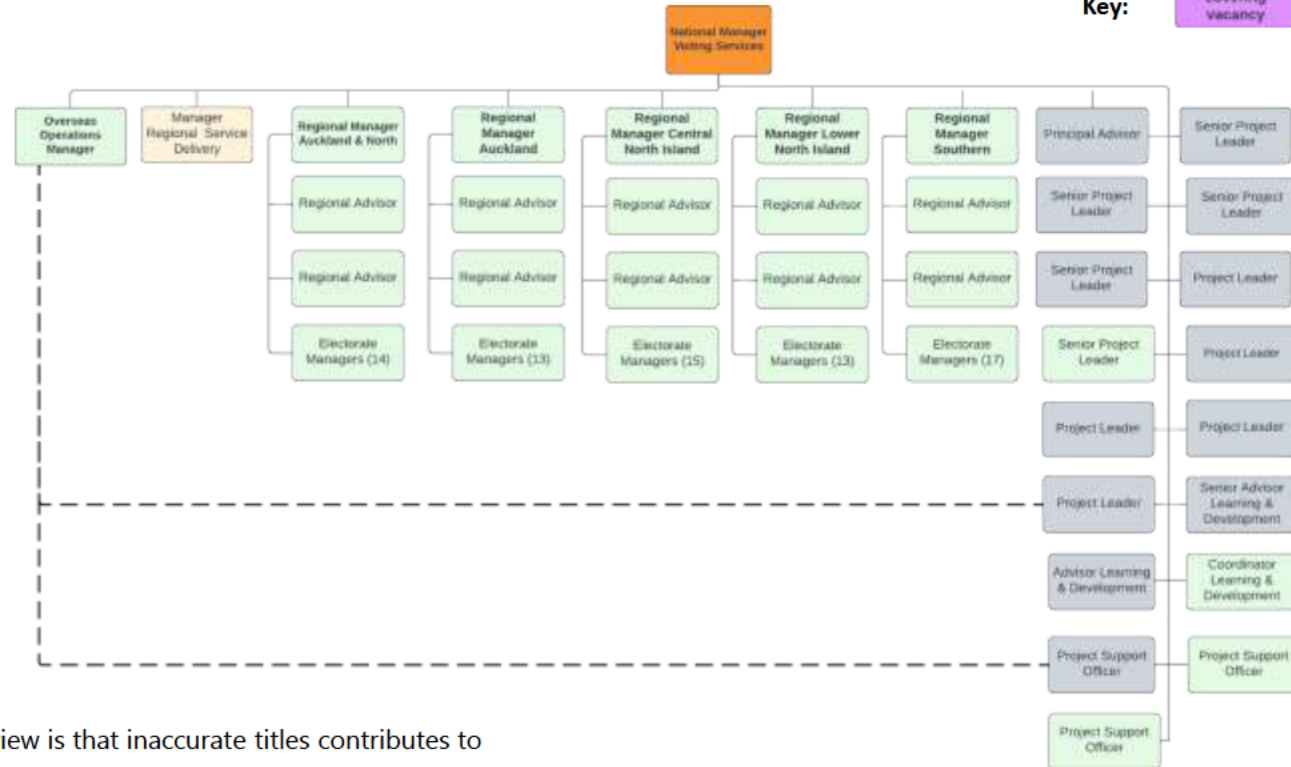 Key:
covering
vacancy
National Manager
Voting Services
Overseas
Operations
Manager
Manager
Regional Service
Delivery
Regional Manager
Auckland & North
Regional
Manager
Auckland
Regional
Manager Central
North Island
Regional
Manager Lower
North Island
Regional
Manager
Southern
Principal Advisor
Senior Project
Leader
Regional Advisor
Regional Advisor
Regional Advisor
Regional Advisor
Regional Advisor
Senior Project
Leader
Senior Project
Leader
Regional Advisor
Regional Advisor
Regional Advisor
Regional Advisor
Regional Advisor
Senior Project
Leader
Project Leader
Electorate
Managers (14)
Electorate
Managers (13)
Electorate
Managers (15)
Electorate
Managers (13)
Electorate
Managers (17)
Senior Project
Leader
Project Leader
Project Leader
Project Leader
Project Leader
Senior Advisor
Learning &
Development
Advisor Learning
& Development
Coordinator
Learning &
Development
Project Support
Officer
Project Support
Officer
Project Support
Officer
iew is that inaccurate titles contributes to